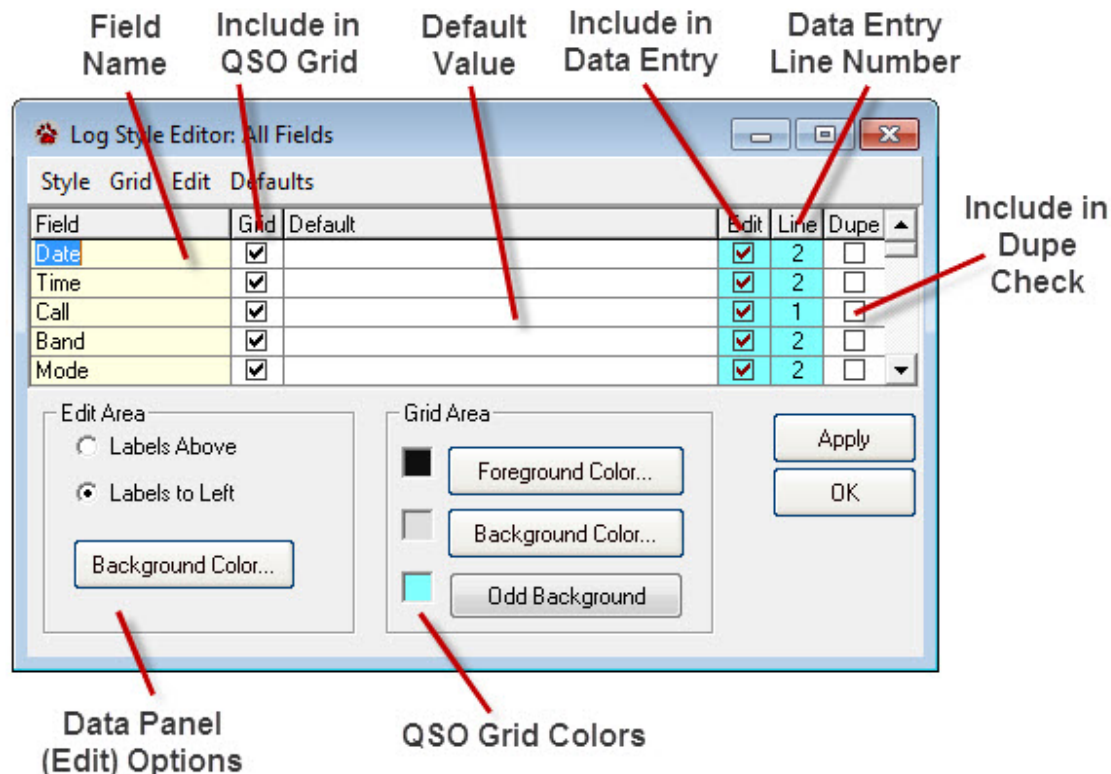 Field Name
Include in QSO Grid
Default Value
Include in Data Entry
Data Entry Line Number
Log Style Editor: All Fields
Style Grid Edit Defaults
Field Grid Default Edit Line Dupe
Date 2
Time 2
Call 1
Band 2
Mode 2
Include in Dupe Check
Edit Area
Labels Above
Labels to Left
Background Color...
Grid Area
Foreground Color...
Background Color...
Odd Background
Apply
OK
Data Panel (Edit) Options
QSO Grid Colors